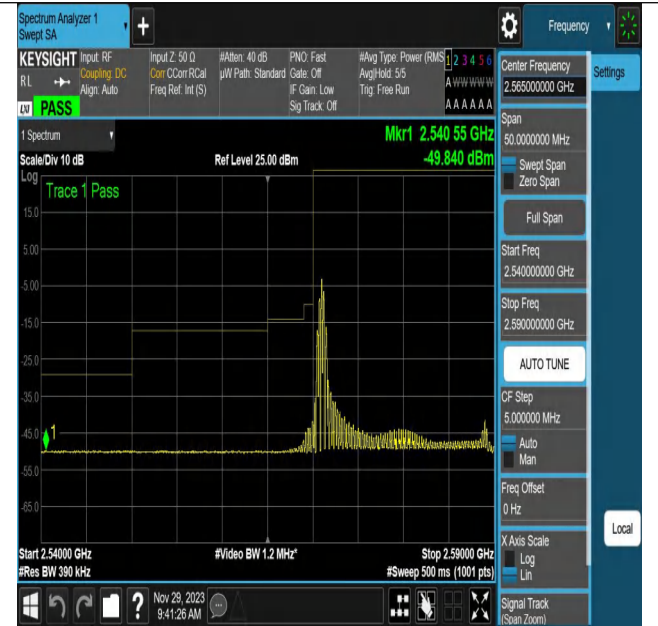 Spectrum Analyzer 1
Swept SA
Frequency
KEYSIGHT
RL
LXI PASS
Input: RF
Coupling: DC
Align: Auto
Input Z: 50 Ω
Corr CCorr RCal
Freq Ref: Int (S)
#Atten: 40 dB
µW Path: Standard
PNO: Fast
Gate: Off
IF Gain: Low
Sig Track: Off
#Avg Type: Power (RMS
Avg|Hold: 5/5
Trig: Free Run
1 2 3 4 5 6
A W W W W W
A A A A A A
1 Spectrum
Scale/Div 10 dB
Ref Level 25.00 dBm
Mkr1 2.540 55 GHz
-49.840 dBm
Log
Trace 1 Pass
15.0
5.00
-5.00
-15.0
-25.0
-35.0
-45.0
-55.0
-65.0
1
Start 2.54000 GHz
#Res BW 390 kHz
#Video BW 1.2 MHz*
Stop 2.59000 GHz
#Sweep 500 ms (1001 pts)
Center Frequency
2.565000000 GHz
Settings
Span
50.0000000 MHz
Swept Span
Zero Span
Full Span
Start Freq
2.540000000 GHz
Stop Freq
2.590000000 GHz
AUTO TUNE
CF Step
5.000000 MHz
Auto
Man
Freq Offset
0 Hz
X Axis Scale
Log
Lin
Local
Signal Track
(Span Zoom)
?
Nov 29, 2023
9:41:26 AM